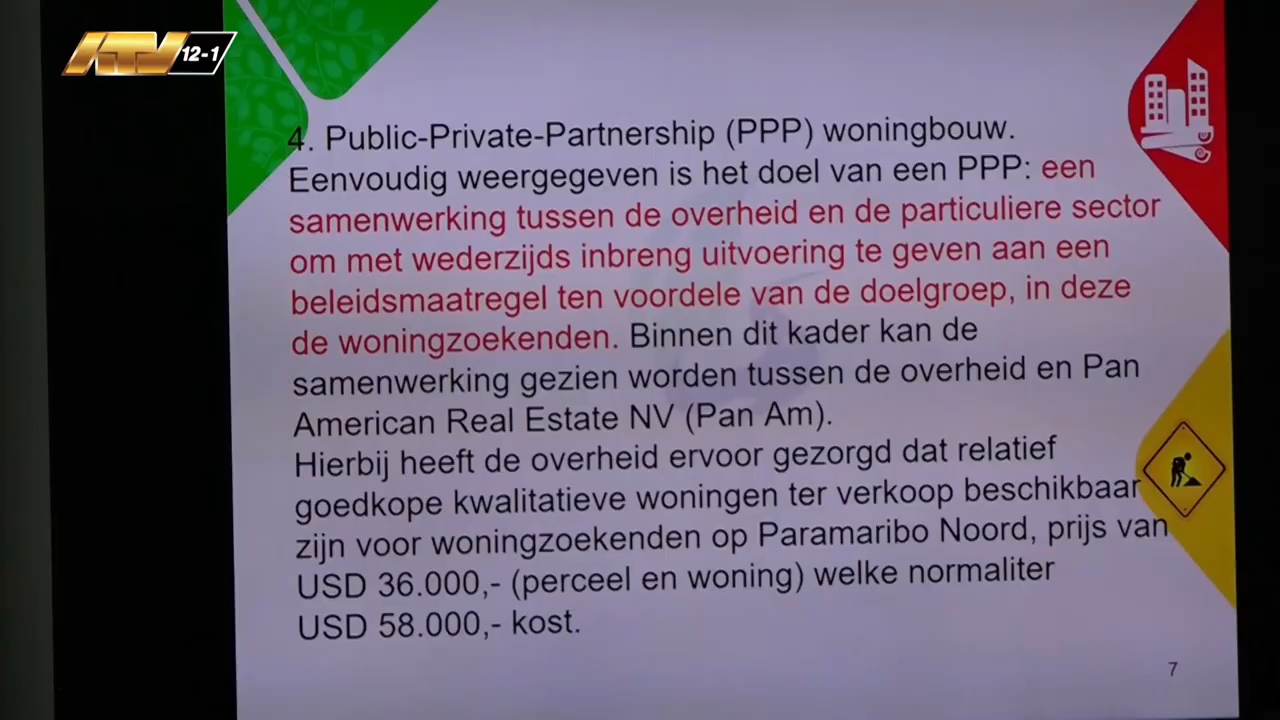 ATV 12-1
4. Public-Private-Partnership (PPP) woningbouw.
Eenvoudig weergegeven is het doel van een PPP: een
samenwerking tussen de overheid en de particuliere sector
om met wederzijds inbreng uitvoering te geven aan een
beleidsmaatregel ten voordele van de doelgroep, in deze
de woningzoekenden. Binnen dit kader kan de
samenwerking gezien worden tussen de overheid en Pan
American Real Estate NV (Pan Am).
Hierbij heeft de overheid ervoor gezorgd dat relatief
goedkope kwalitatieve woningen ter verkoop beschikbaar
zijn voor woningzoekenden op Paramaribo Noord, prijs van
USD 36.000,- (perceel en woning) welke normaliter
USD 58.000,- kost.
7